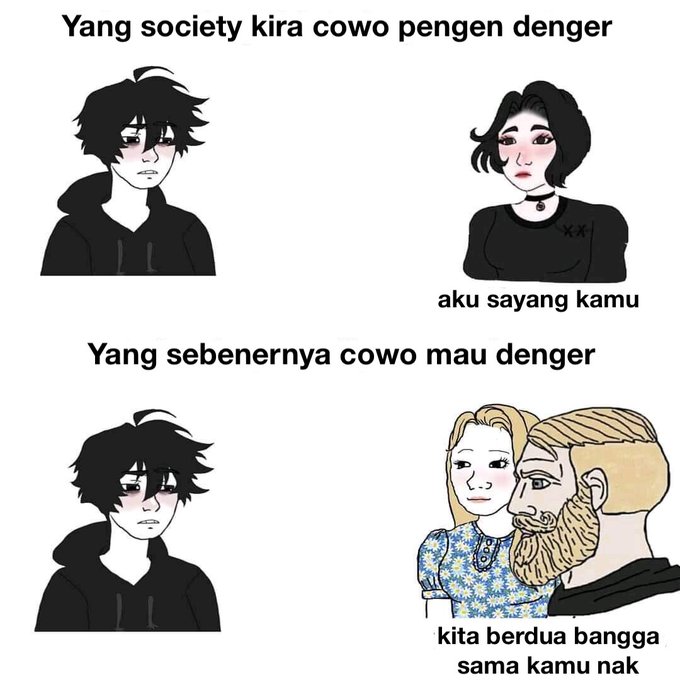 Yang society kira cowo pengen denger
aku sayang kamu
Yang sebenernya cowo mau denger
kita berdua bangga
sama kamu nak